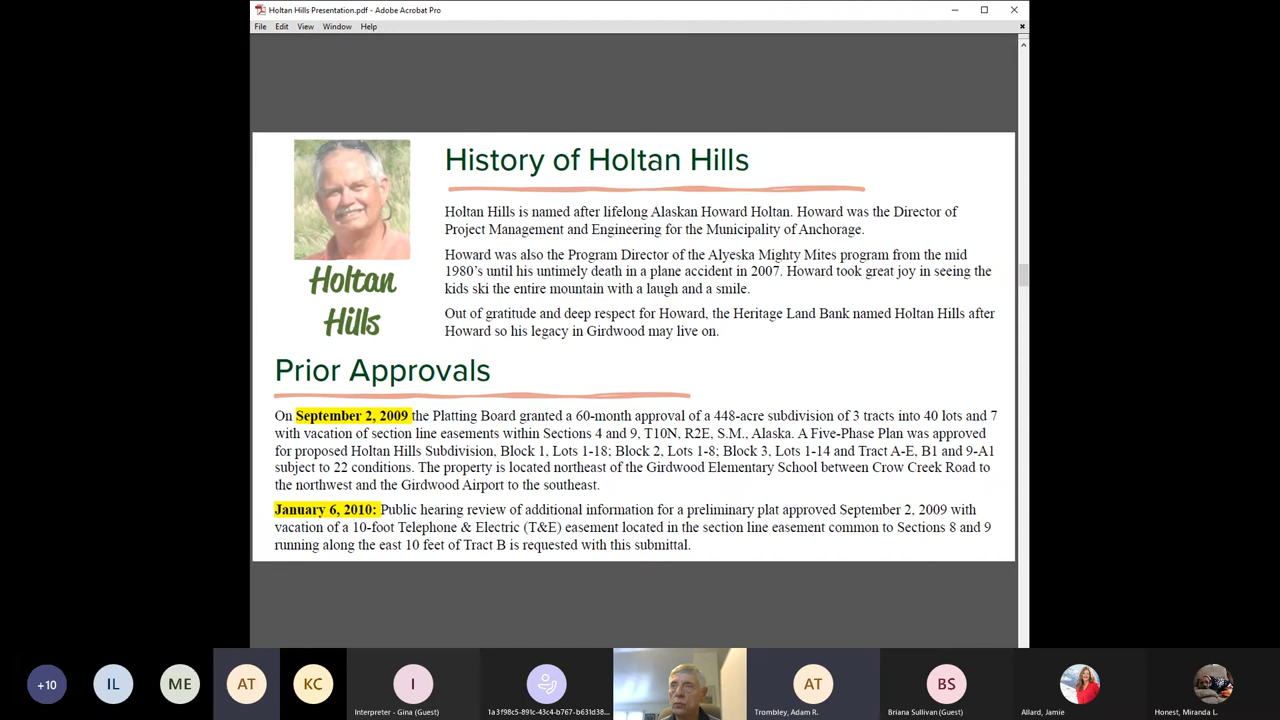 Holtan Hills Presentation.pdf - Adobe Acrobat Pro
File Edit View Window Help
History of Holtan Hills
Holtan Hills is named after lifelong Alaskan Howard Holtan. Howard was the Director of
Project Management and Engineering for the Municipality of Anchorage.
Howard was also the Program Director of the Alyeska Mighty Mites program from the mid
1980’s until his untimely death in a plane accident in 2007. Howard took great joy in seeing the
kids ski the entire mountain with a laugh and a smile.
Out of gratitude and deep respect for Howard, the Heritage Land Bank named Holtan Hills after
Howard so his legacy in Girdwood may live on.
Holtan
Hills
Prior Approvals
On September 2, 2009 the Platting Board granted a 60-month approval of a 448-acre subdivision of 3 tracts into 40 lots and 7
with vacation of section line easements within Sections 4 and 9, T10N, R2E, S.M., Alaska. A Five-Phase Plan was approved
for proposed Holtan Hills Subdivision, Block 1, Lots 1-18; Block 2, Lots 1-8; Block 3, Lots 1-14 and Tract A-E, B1 and 9-A1
subject to 22 conditions. The property is located northeast of the Girdwood Elementary School between Crow Creek Road to
the northwest and the Girdwood Airport to the southeast.
January 6, 2010: Public hearing review of additional information for a preliminary plat approved September 2, 2009 with
vacation of a 10-foot Telephone & Electric (T&E) easement located in the section line easement common to Sections 8 and 9
running along the east 10 feet of Tract B is requested with this submittal.
+10 IL ME AT KC I AT BS
Interpreter - Gina (Guest) 1a3f98c5-891c-43c4-b767-b631d38... Trombley, Adam R. Briana Sullivan (Guest) Allard, Jamie Honest, Miranda L.